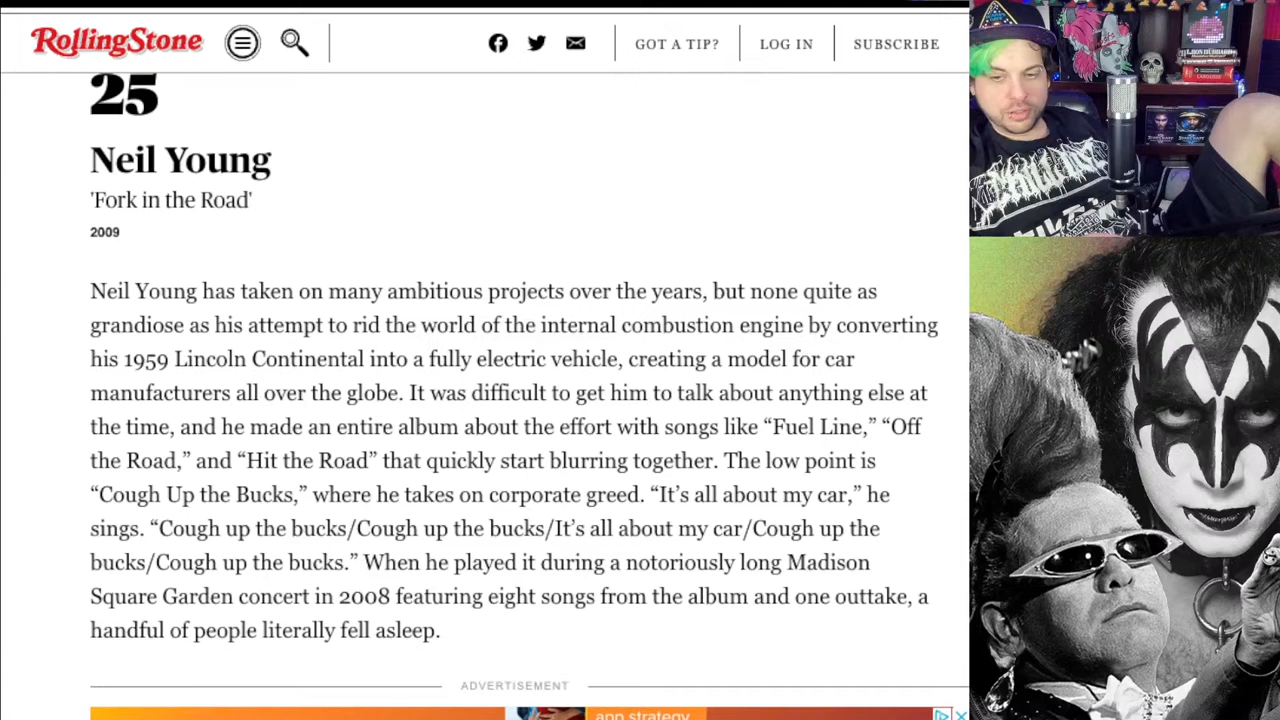 RollingStone
GOT A TIP?
LOG IN
SUBSCRIBE
25
Neil Young
'Fork in the Road'
2009
Neil Young has taken on many ambitious projects over the years, but none quite as
grandiose as his attempt to rid the world of the internal combustion engine by converting
his 1959 Lincoln Continental into a fully electric vehicle, creating a model for car
manufacturers all over the globe. It was difficult to get him to talk about anything else at
the time, and he made an entire album about the effort with songs like “Fuel Line,” “Off
the Road,” and “Hit the Road” that quickly start blurring together. The low point is
“Cough Up the Bucks,” where he takes on corporate greed. “It’s all about my car,” he
sings. “Cough up the bucks/Cough up the bucks/It’s all about my car/Cough up the
bucks/Cough up the bucks.” When he played it during a notoriously long Madison
Square Garden concert in 2008 featuring eight songs from the album and one outtake, a
handful of people literally fell asleep.
ADVERTISEMENT
app strategy